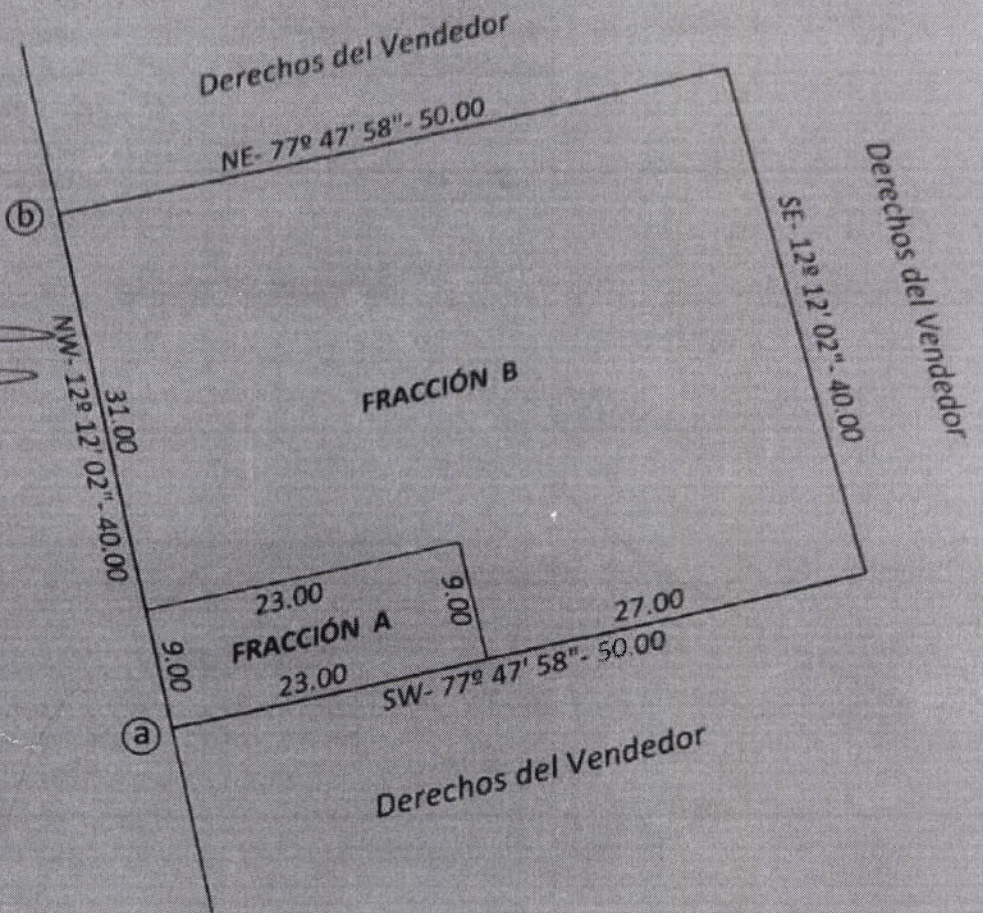 Derechos del Vendedor
NE- 77º 47' 58"- 50.00
b
SE- 12º 12' 02"- 40.00
Derechos del Vendedor
NW- 12º 12' 02"- 40.00
31.00
FRACCIÓN B
23.00
9.00
FRACCIÓN A
9.00
23.00
27.00
SW- 77º 47' 58"- 50.00
a
Derechos del Vendedor